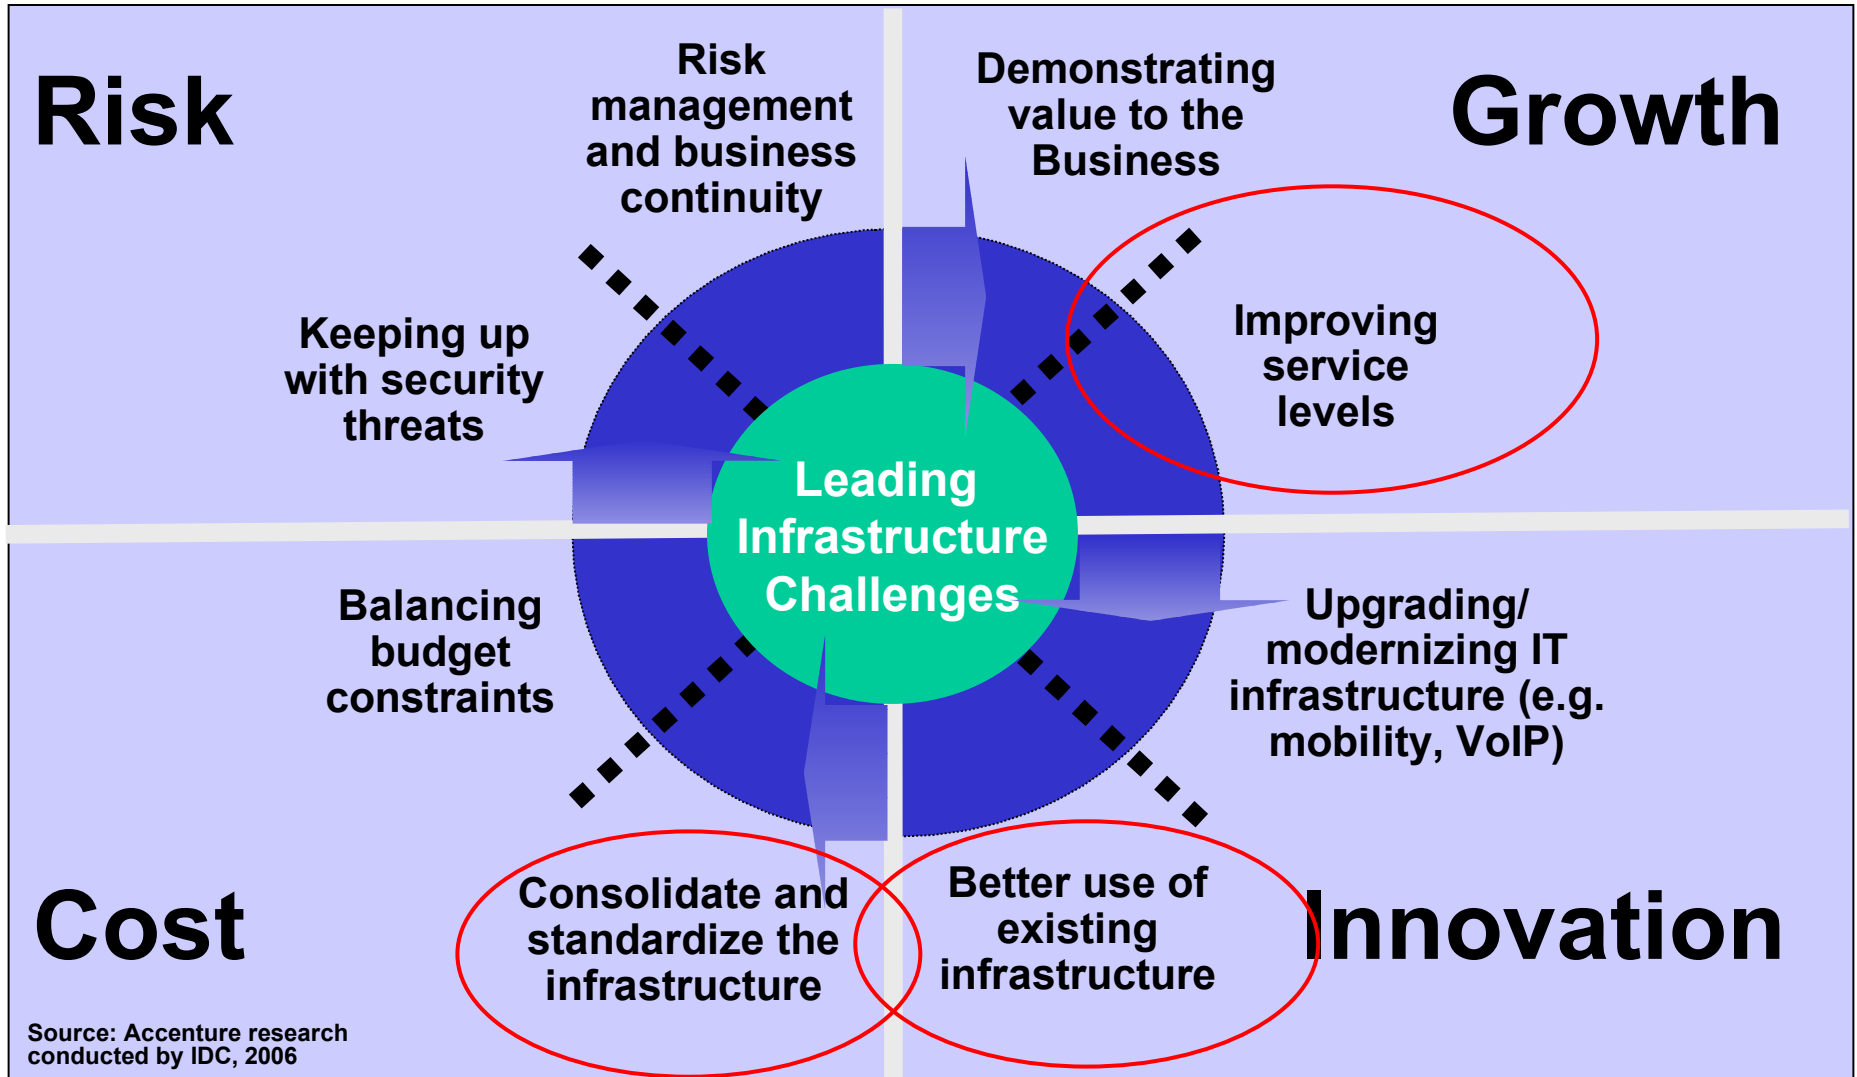 Risk
Risk
management
and business
continuity
Keeping up
with security
threats
Demonstrating
value to the
Business
Growth
Improving
service
levels
Leading
Infrastructure
Challenges
Balancing
budget
constraints
Cost
Consolidate and
standardize the
infrastructure
Upgrading/
modernizing IT
infrastructure (e.g.
mobility, VoIP)
Better use of
existing
infrastructure
Innovation
Source: Accenture research
conducted by IDC, 2006